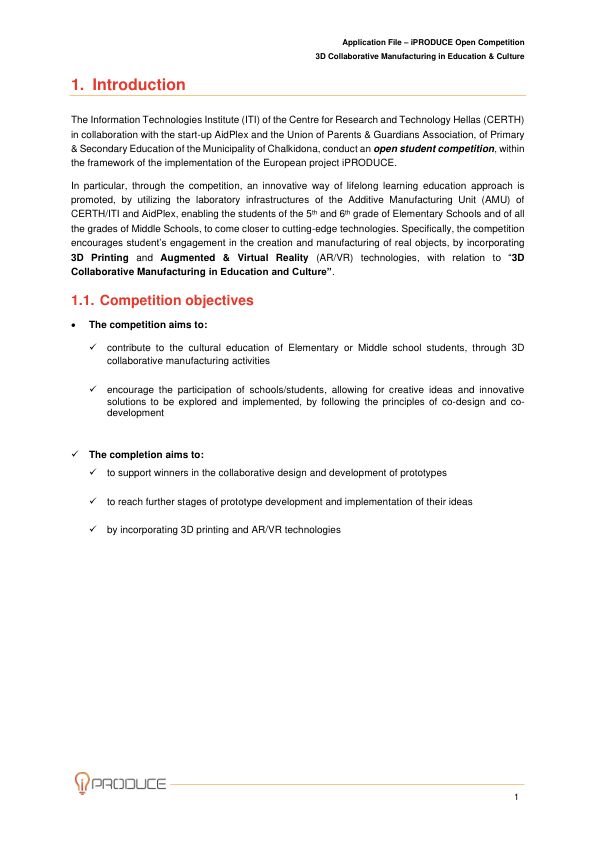 Application File – iPRODUCE Open Competition
3D Collaborative Manufacturing in Education & Culture
1. Introduction
The Information Technologies Institute (ITI) of the Centre for Research and Technology Hellas (CERTH)
in collaboration with the start-up AidPlex and the Union of Parents & Guardians Association, of Primary
& Secondary Education of the Municipality of Chalkidona, conduct an open student competition, within
the framework of the implementation of the European project iPRODUCE.
In particular, through the competition, an innovative way of lifelong learning education approach is
promoted, by utilizing the laboratory infrastructures of the Additive Manufacturing Unit (AMU) of
CERTH/ITI and AidPlex, enabling the students of the 5th and 6th grade of Elementary Schools and of all
the grades of Middle Schools, to come closer to cutting-edge technologies. Specifically, the competition
encourages student’s engagement in the creation and manufacturing of real objects, by incorporating
3D Printing and Augmented & Virtual Reality (AR/VR) technologies, with relation to “3D
Collaborative Manufacturing in Education and Culture”.
1.1. Competition objectives
• The competition aims to:
✓ contribute to the cultural education of Elementary or Middle school students, through 3D
collaborative manufacturing activities
✓ encourage the participation of schools/students, allowing for creative ideas and innovative
solutions to be explored and implemented, by following the principles of co-design and co-
development
✓ The completion aims to:
✓ to support winners in the collaborative design and development of prototypes
✓ to reach further stages of prototype development and implementation of their ideas
✓ by incorporating 3D printing and AR/VR technologies
iPRODUCE
1